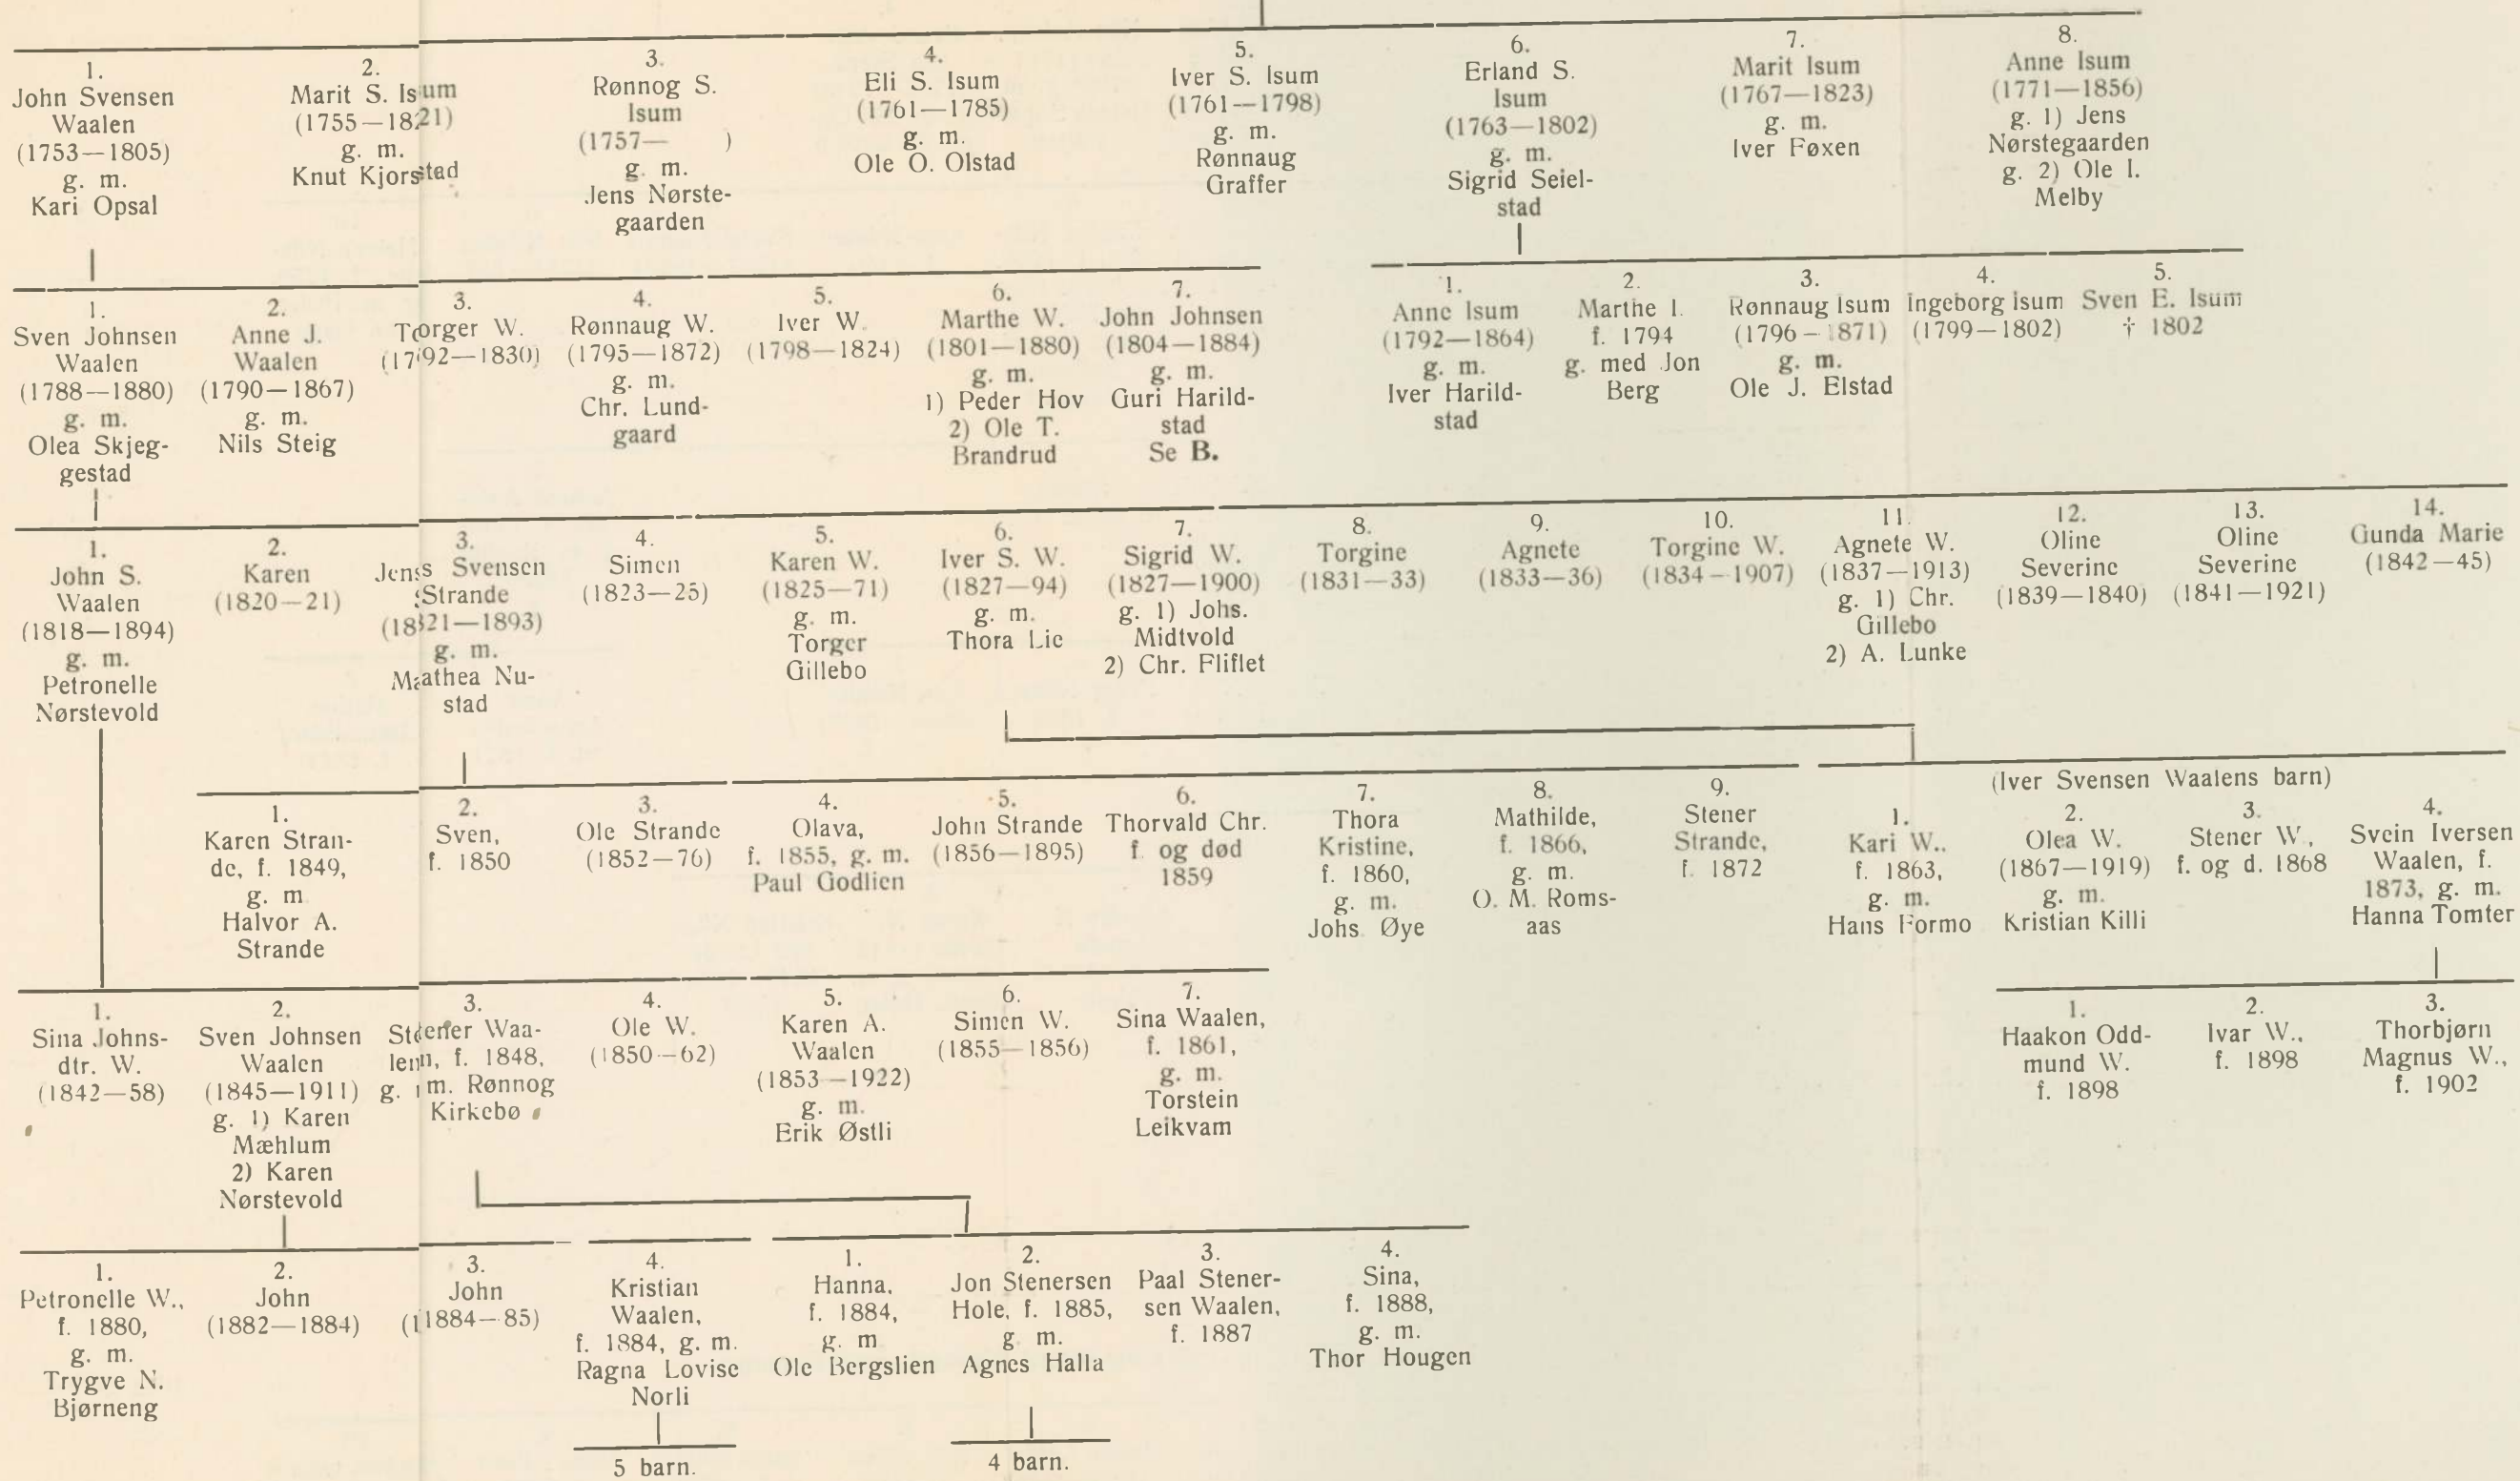 1.
John Svensen
Waalen
(1753—1805)
g. m.
Kari Opsal
2.
Marit S. Isum
(1755—1821)
g. m.
Knut Kjorstad
3.
Rønnog S.
Isum
(1757— )
g. m.
Jens Nørste-
gaarden
4.
Eli S. Isum
(1761—1785)
g. m.
Ole O. Olstad
5.
Iver S. Isum
(1761—1798)
g. m.
Rønnaug
Graffer
6.
Erland S.
Isum
(1763—1802)
g. m.
Sigrid Seiel-
stad
7.
Marit Isum
(1767—1823)
g. m.
Iver Føxen
8.
Anne Isum
(1771—1856)
g. 1) Jens
Nørstegaarden
g. 2) Ole I.
Melby
1.
Sven Johnsen
Waalen
(1788—1880)
g. m.
Olea Skjeg-
gestad
2.
Anne J.
Waalen
(1790—1867)
g. m.
Nils Steig
3.
Torger W.
(1792—1830)
4.
Rønnaug W.
(1795—1872)
g. m.
Chr. Lund-
gaard
5.
Iver W.
(1798—1824)
6.
Marthe W.
(1801—1880)
g. m.
1) Peder Hov
2) Ole T.
Brandrud
7.
John Johnsen
(1804—1884)
g. m.
Guri Harild-
stad
Se B.
1.
Anne Isum
(1792—1864)
g. m.
Iver Harild-
stad
2.
Marthe I.
f. 1794
g. med Jon
Berg
3.
Rønnaug Isum
(1796—1871)
g. m.
Ole J. Elstad
4.
Ingeborg Isum
(1799—1802)
5.
Sven E. Isum
† 1802
1.
John S.
Waalen
(1818—1894)
g. m.
Petronelle
Nørstevold
2.
Karen
(1820—21)
3.
Jens Svensen
Strande
(1821—1893)
g. m.
Mathea Nu-
stad
4.
Simen
(1823—25)
5.
Karen W.
(1825—71)
g. m.
Torger
Gillebo
6.
Iver S. W.
(1827—94)
g. m.
Thora Lie
7.
Sigrid W.
(1827—1900)
g. 1) Johs.
Midtvold
2) Chr. Fliflet
8.
Torgine
(1831—33)
9.
Agnete
(1833—36)
10.
Torgine W.
(1834—1907)
11.
Agnete W.
(1837—1913)
g. 1) Chr.
Gillebo
2) A. Lunke
12.
Oline
Severine
(1839—1840)
13.
Oline
Severine
(1841—1921)
14.
Gunda Marie
(1842—45)
1.
Karen Stran-
de, f. 1849,
g. m
Halvor A.
Strande
2.
Sven,
f. 1850
3.
Ole Strande
(1852—76)
4.
Olava,
f. 1855, g. m.
Paul Godlien
5.
John Strande
(1856—1895)
6.
Thorvald Chr.
f og død
1859
7.
Thora
Kristine,
f. 1860,
g. m.
Johs. Øye
8.
Mathilde,
f. 1866,
g. m.
O. M. Roms-
aas
9.
Stener
Strande,
f. 1872
(Iver Svensen Waalens barn)
1.
Kari W.,
f. 1863,
g. m.
Hans Formo
2.
Olea W.
(1867—1919)
g. m.
Kristian Killi
3.
Stener W.,
f. og d. 1868
4.
Svein Iversen
Waalen, f.
1873, g. m.
Hanna Tomter
1.
Sina Johns-
dtr. W.
(1842—58)
2.
Sven Johnsen
Waalen
(1845—1911)
g. 1) Karen
Mæhlum
2) Karen
Nørstevold
3.
Stener Waa-
len, f. 1848,
g. m. Rønnog
Kirkebø
4.
Ole W.
(1850—62)
5.
Karen A.
Waalen
(1853—1922)
g. m.
Erik Østli
6.
Simen W.
(1855—1856)
7.
Sina Waalen,
f. 1861,
g. m.
Torstein
Leikvam
1.
Haakon Odd-
mund W.
f. 1898
2.
Ivar W.,
f. 1898
3.
Thorbjørn
Magnus W.,
f. 1902
1.
Petronelle W.,
f. 1880,
g. m.
Trygve N.
Bjørneng
2.
John
(1882—1884)
3.
John
(1884—85)
4.
Kristian
Waalen,
f. 1884, g. m.
Ragna Lovise
Norli
1.
Hanna,
f. 1884,
g. m
Ole Bergslien
2.
Jon Stenersen
Hole, f. 1885,
g. m.
Agnes Halla
3.
Paal Stener-
sen Waalen,
f. 1887
4.
Sina,
f. 1888,
g. m.
Thor Hougen
5 barn.
4 barn.